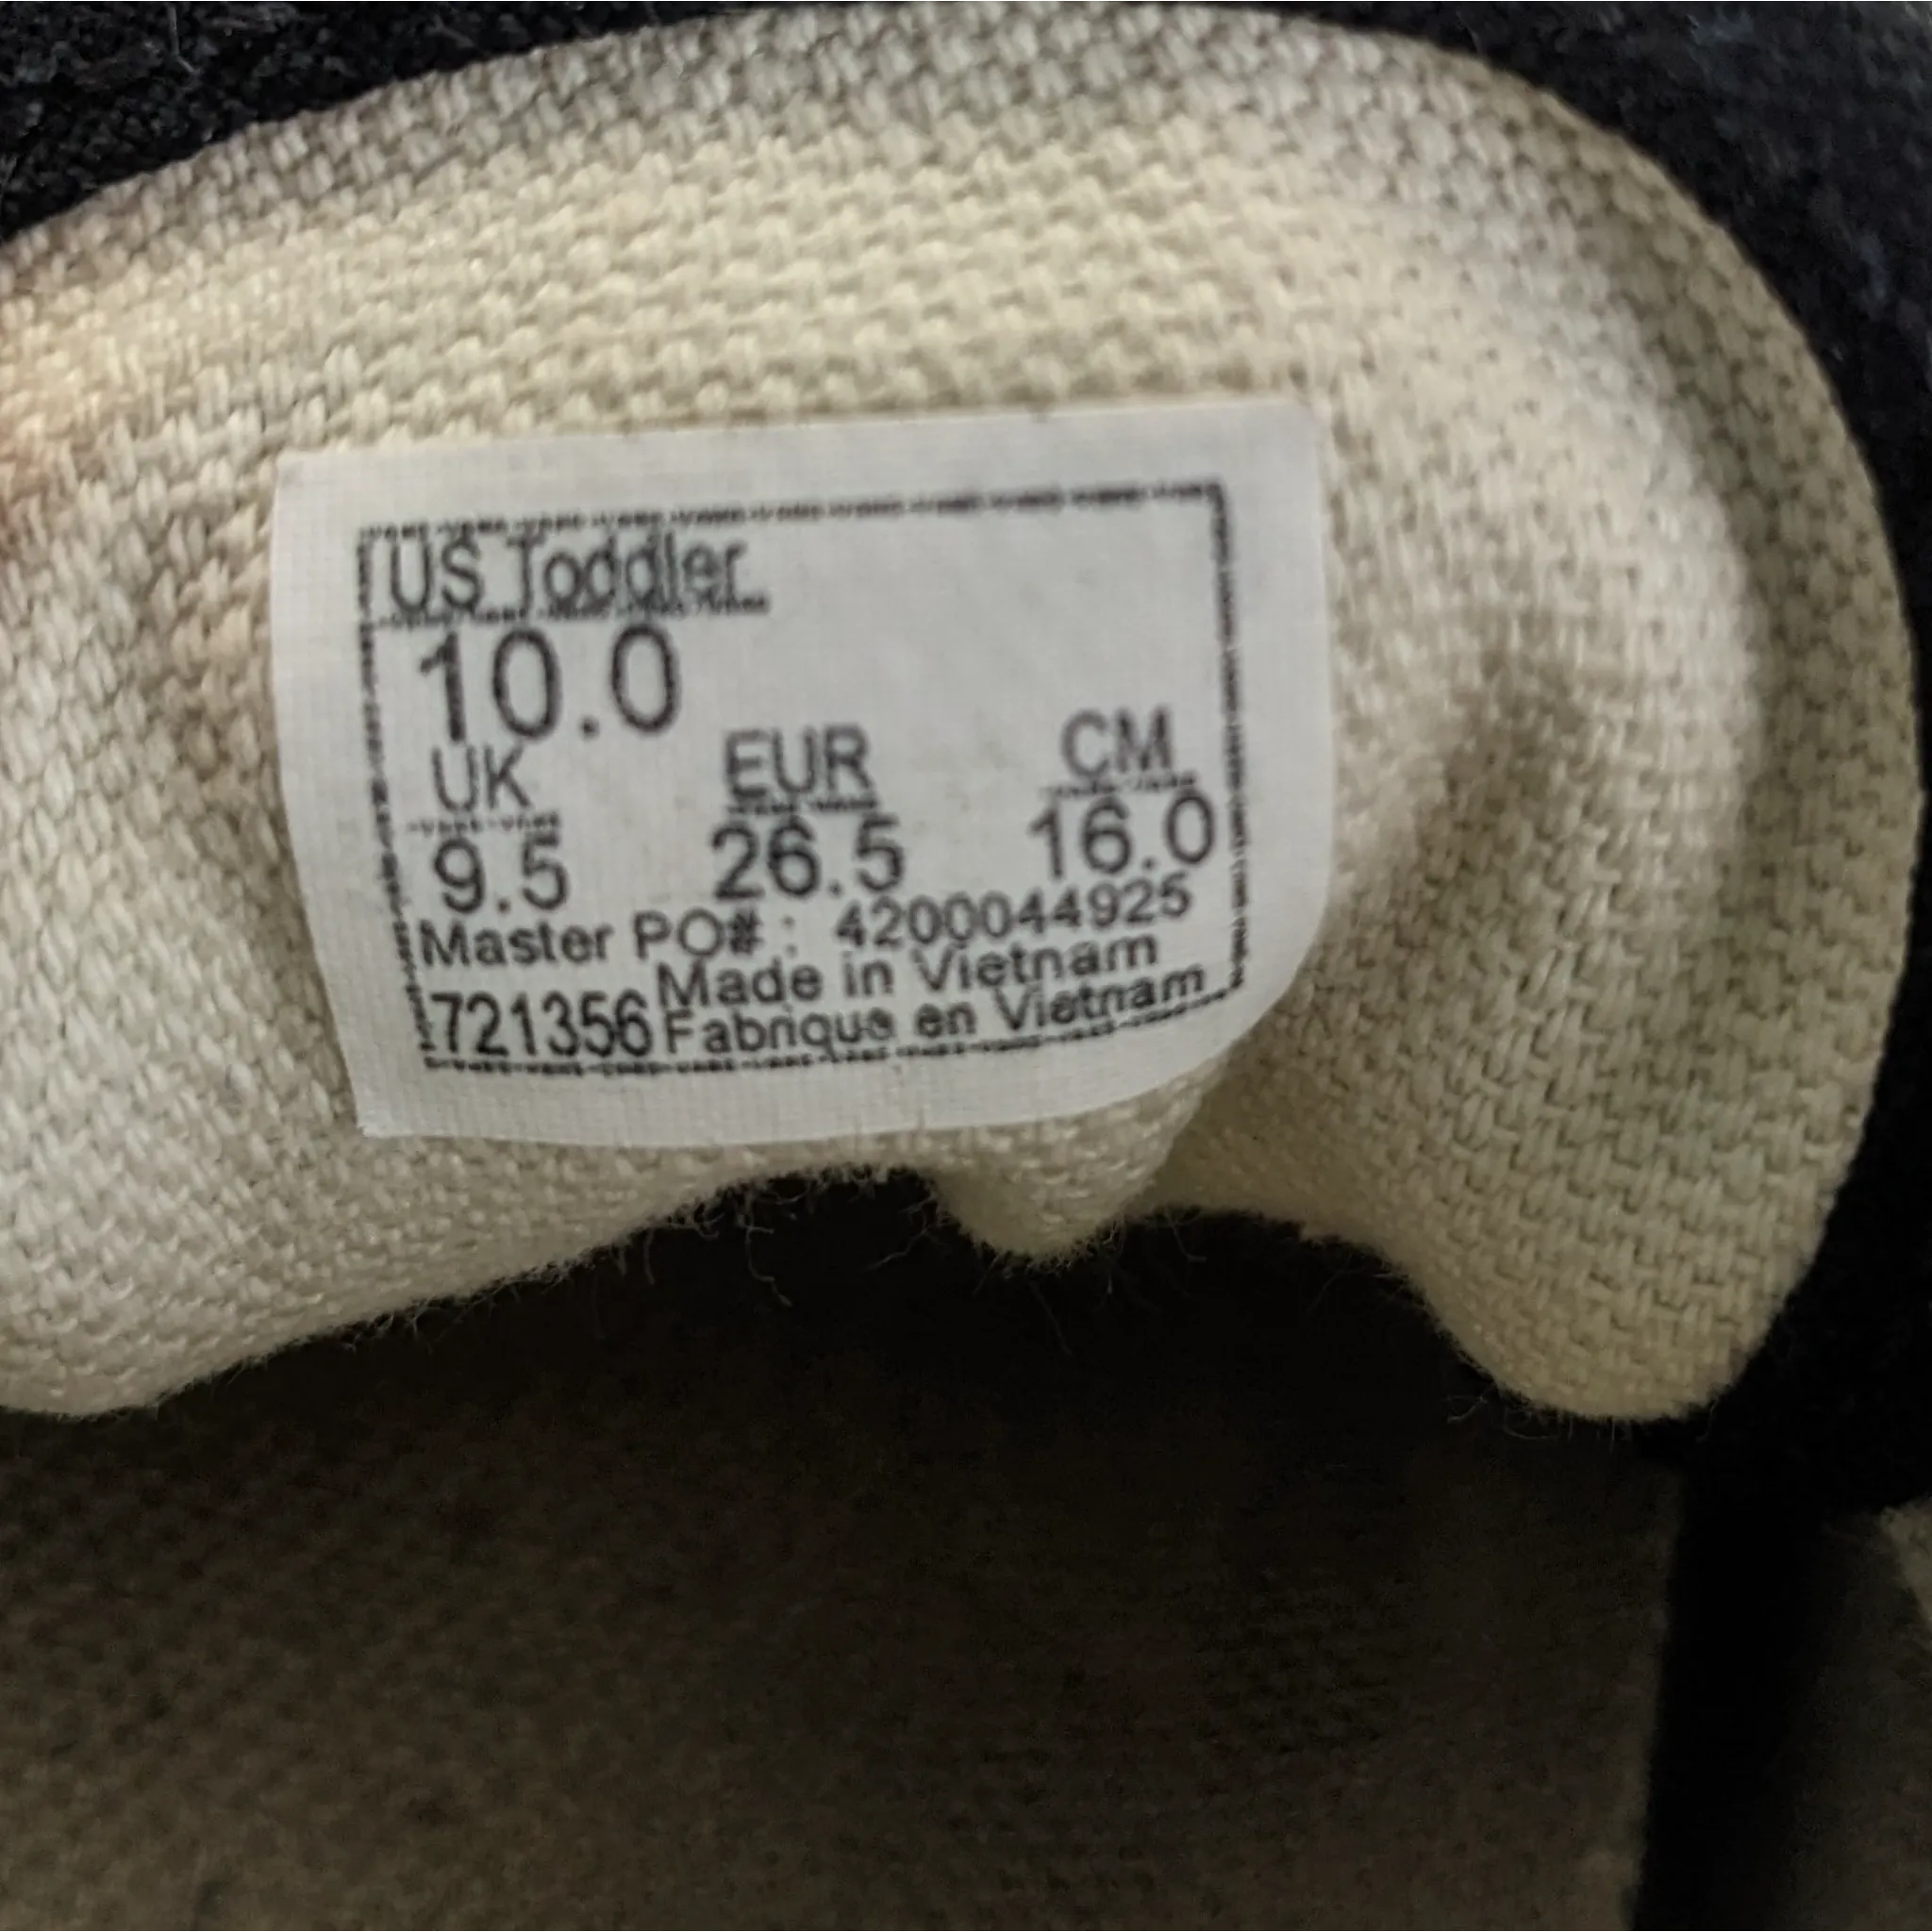 US Toddler
10.0
UK EUR CM
9.5 26.5 16.0
Master PO# : 4200044925
Made in Vietnam
721356 Fabrique en Vietnam